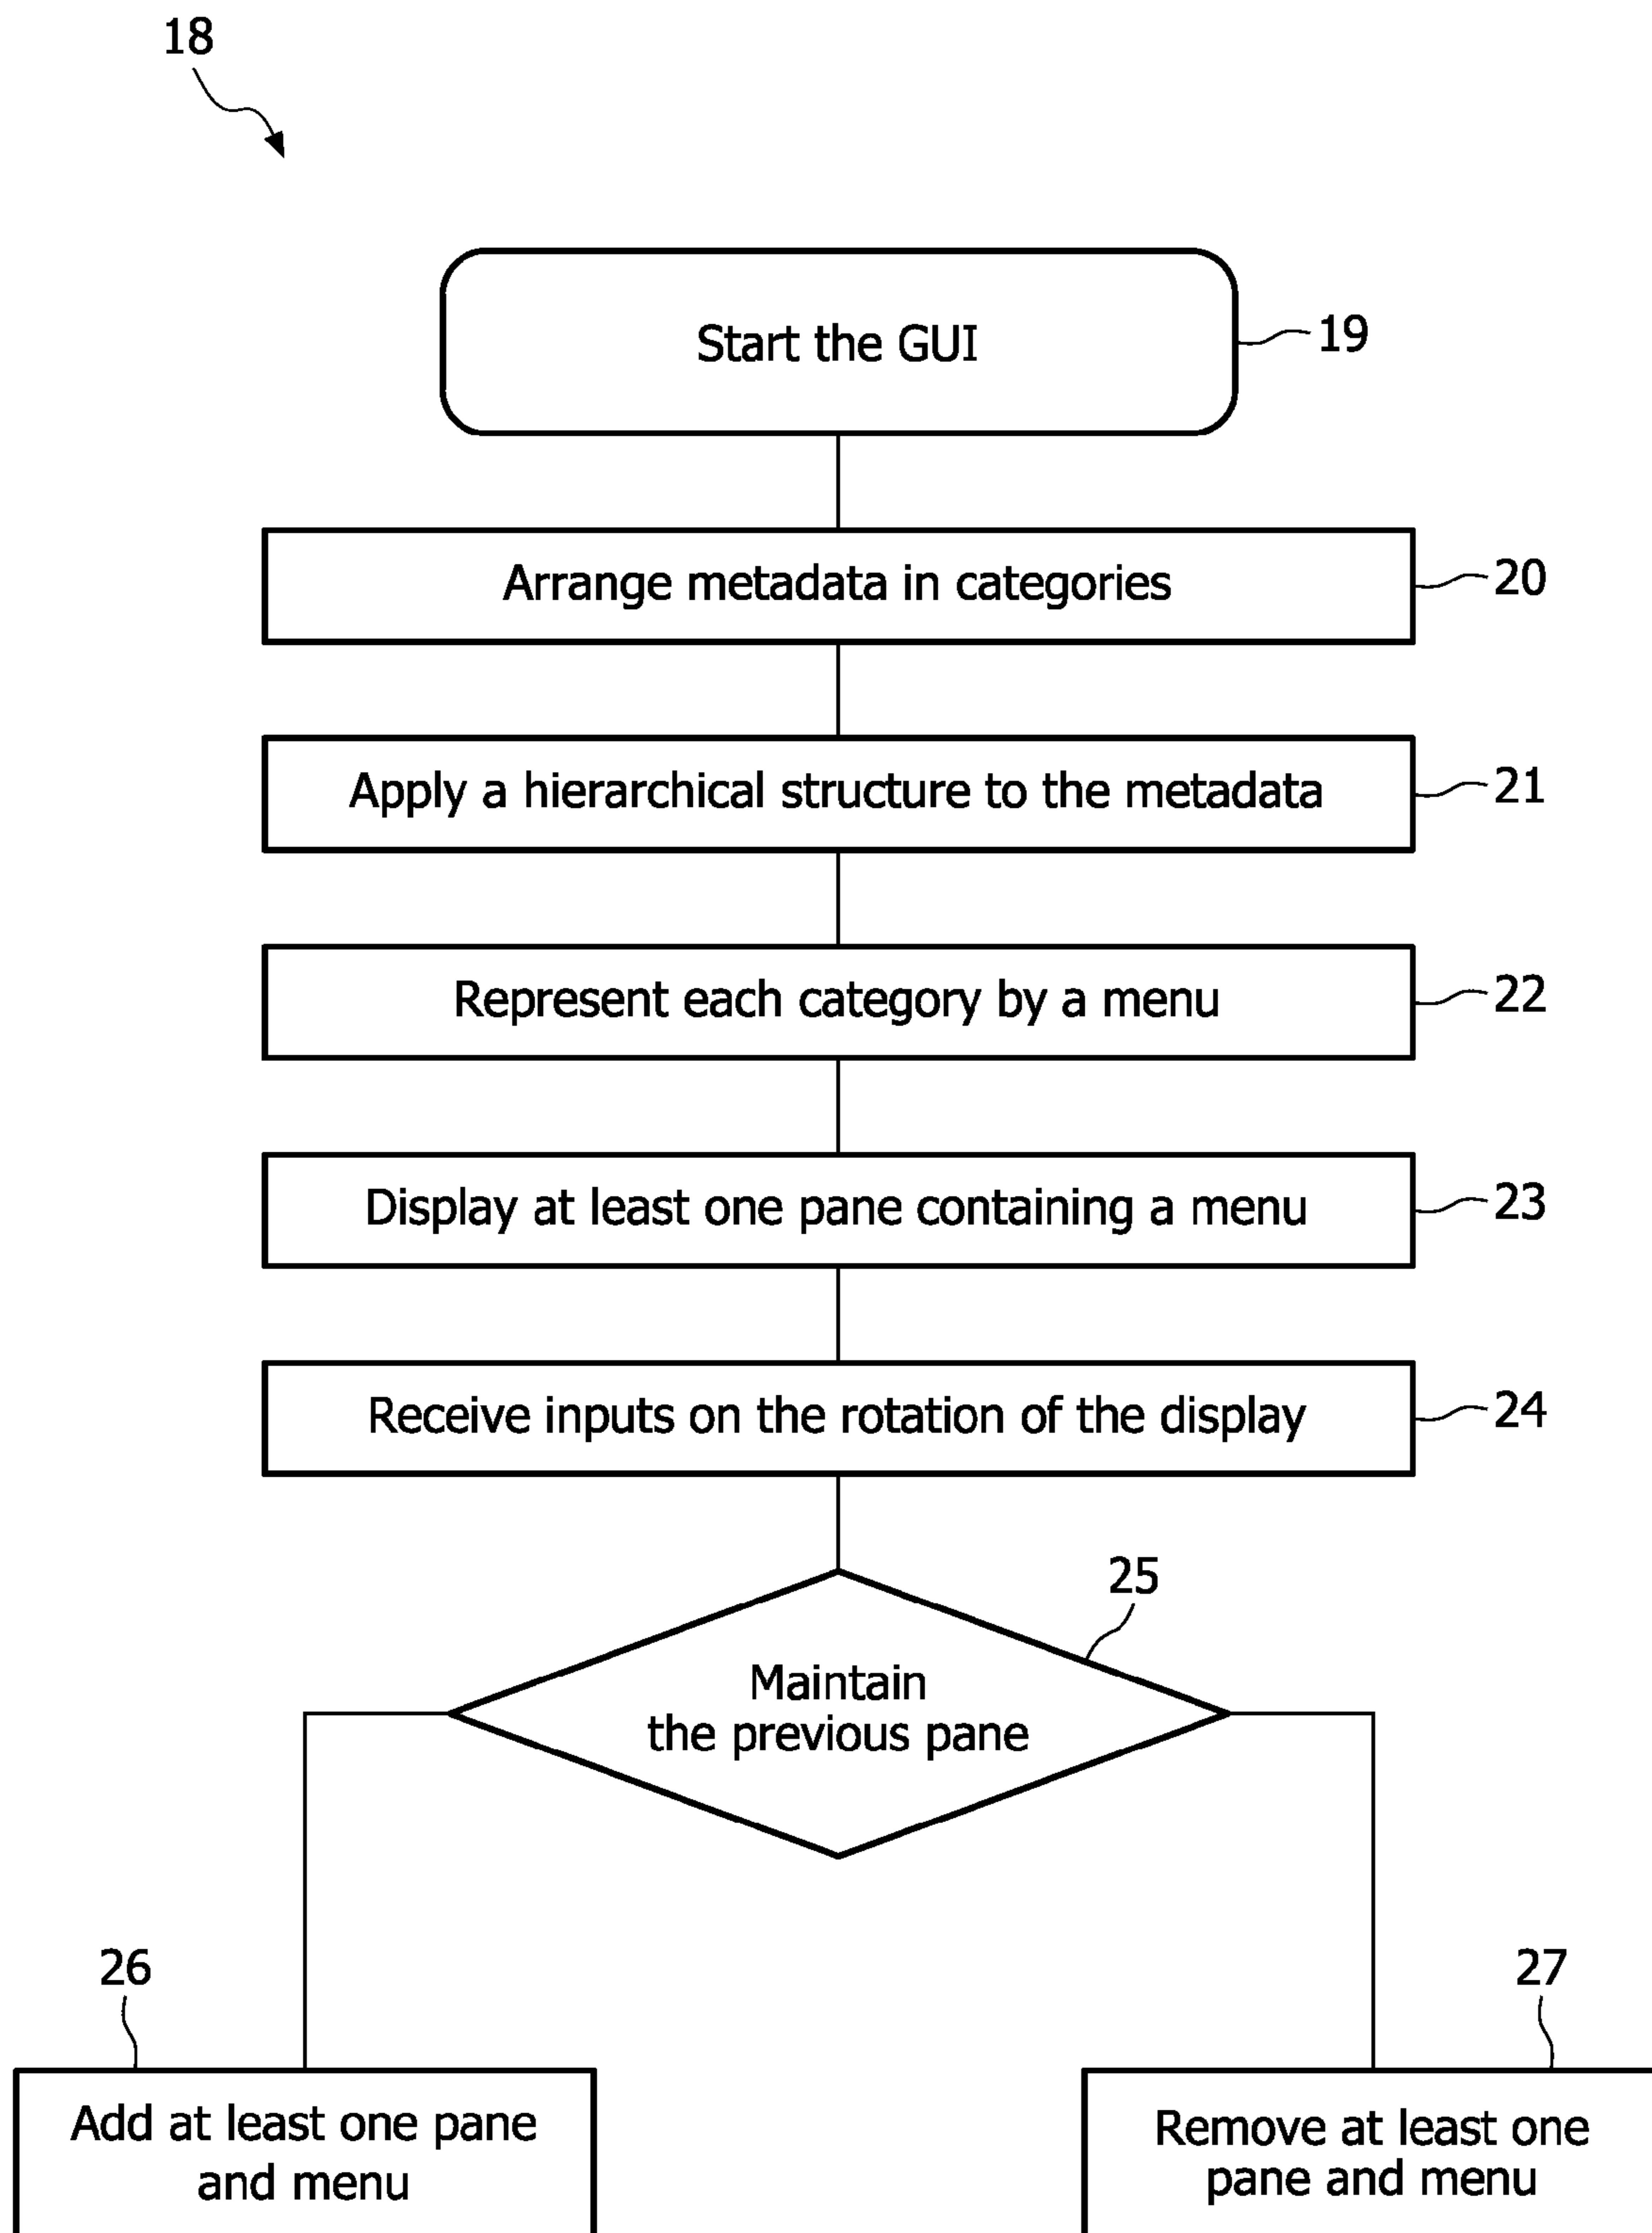 18
Start the GUI
19
Arrange metadata in categories
20
Apply a hierarchical structure to the metadata
21
Represent each category by a menu
22
Display at least one pane containing a menu
23
Receive inputs on the rotation of the display
24
25
Maintain
the previous pane
26
27
Add at least one pane
and menu
Remove at least one
pane and menu